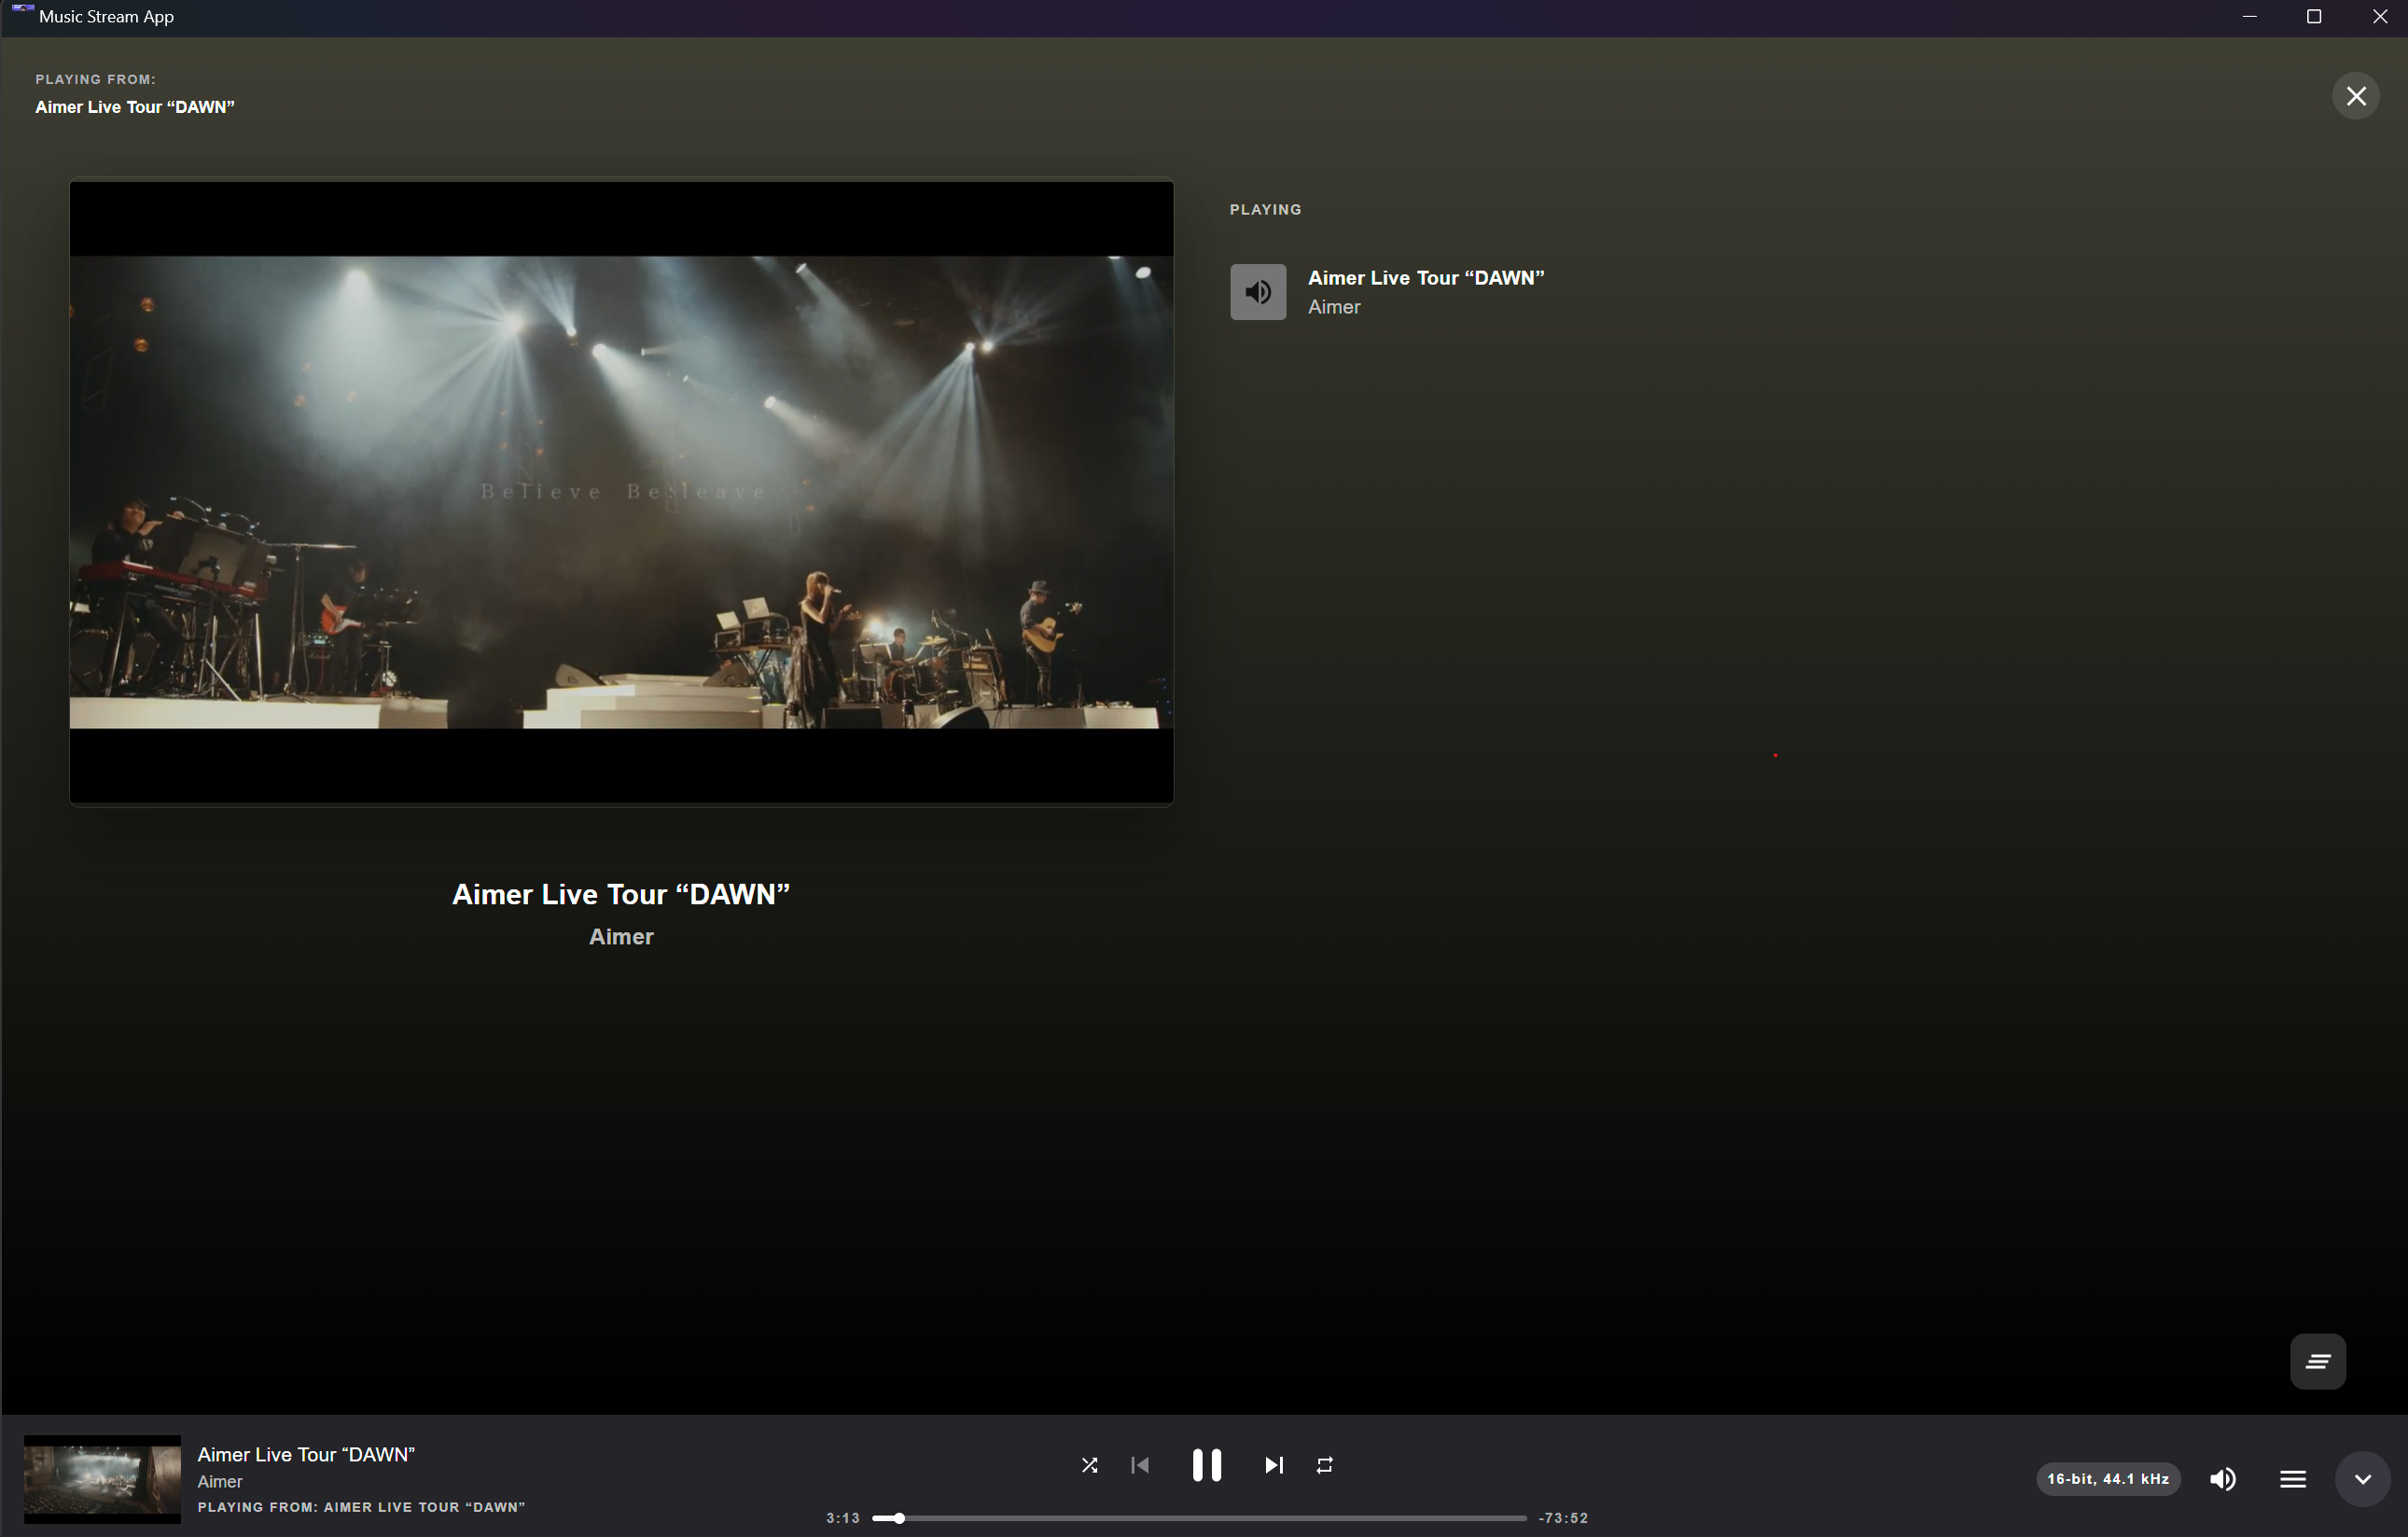 Music Stream App
PLAYING FROM:
Aimer Live Tour “DAWN”
PLAYING
Aimer Live Tour “DAWN”
Aimer
Believe Be:leave
Aimer Live Tour “DAWN”
Aimer
Aimer Live Tour “DAWN”
Aimer
PLAYING FROM: AIMER LIVE TOUR “DAWN”
3:13
-73:52
16-bit, 44.1 kHz